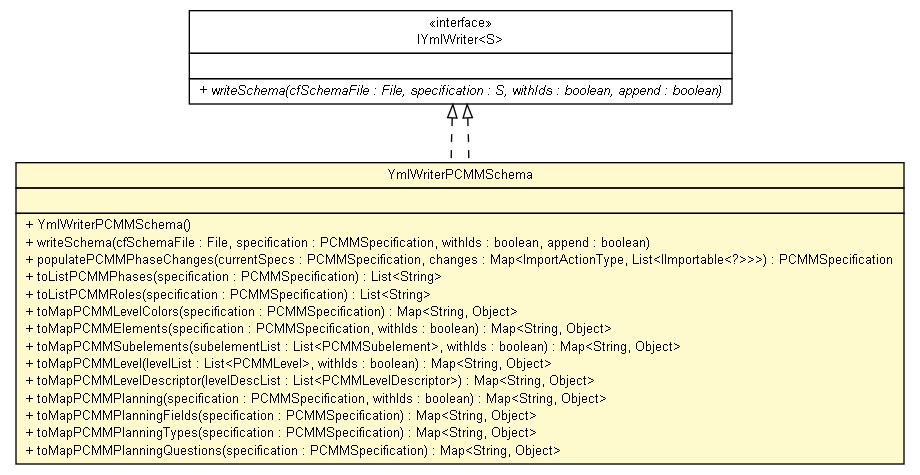 «interface»
IYmlWriter<S>
+ writeSchema(cfSchemaFile : File, specification : S, withIds : boolean, append : boolean)
YmlWriterPCMMSchema
+ YmlWriterPCMMSchema()
+ writeSchema(cfSchemaFile : File, specification : PCMMSpecification, withIds : boolean, append : boolean)
+ populatePCMMPhaseChanges(currentSpecs : PCMMSpecification, changes : Map<ImportActionType, List<IImportable<?>>>) : PCMMSpecification
+ toListPCMMPhases(specification : PCMMSpecification) : List<String>
+ toListPCMMRoles(specification : PCMMSpecification) : List<String>
+ toMapPCMMLevelColors(specification : PCMMSpecification) : Map<String, Object>
+ toMapPCMMElements(specification : PCMMSpecification, withIds : boolean) : Map<String, Object>
+ toMapPCMMSubelements(subelementList : List<PCMMSubelement>, withIds : boolean) : Map<String, Object>
+ toMapPCMMLevel(levelList : List<PCMMLevel>, withIds : boolean) : Map<String, Object>
+ toMapPCMMLevelDescriptor(levelDescList : List<PCMMLevelDescriptor>) : Map<String, Object>
+ toMapPCMMPlanning(specification : PCMMSpecification, withIds : boolean) : Map<String, Object>
+ toMapPCMMPlanningFields(specification : PCMMSpecification) : Map<String, Object>
+ toMapPCMMPlanningTypes(specification : PCMMSpecification) : Map<String, Object>
+ toMapPCMMPlanningQuestions(specification : PCMMSpecification) : Map<String, Object>